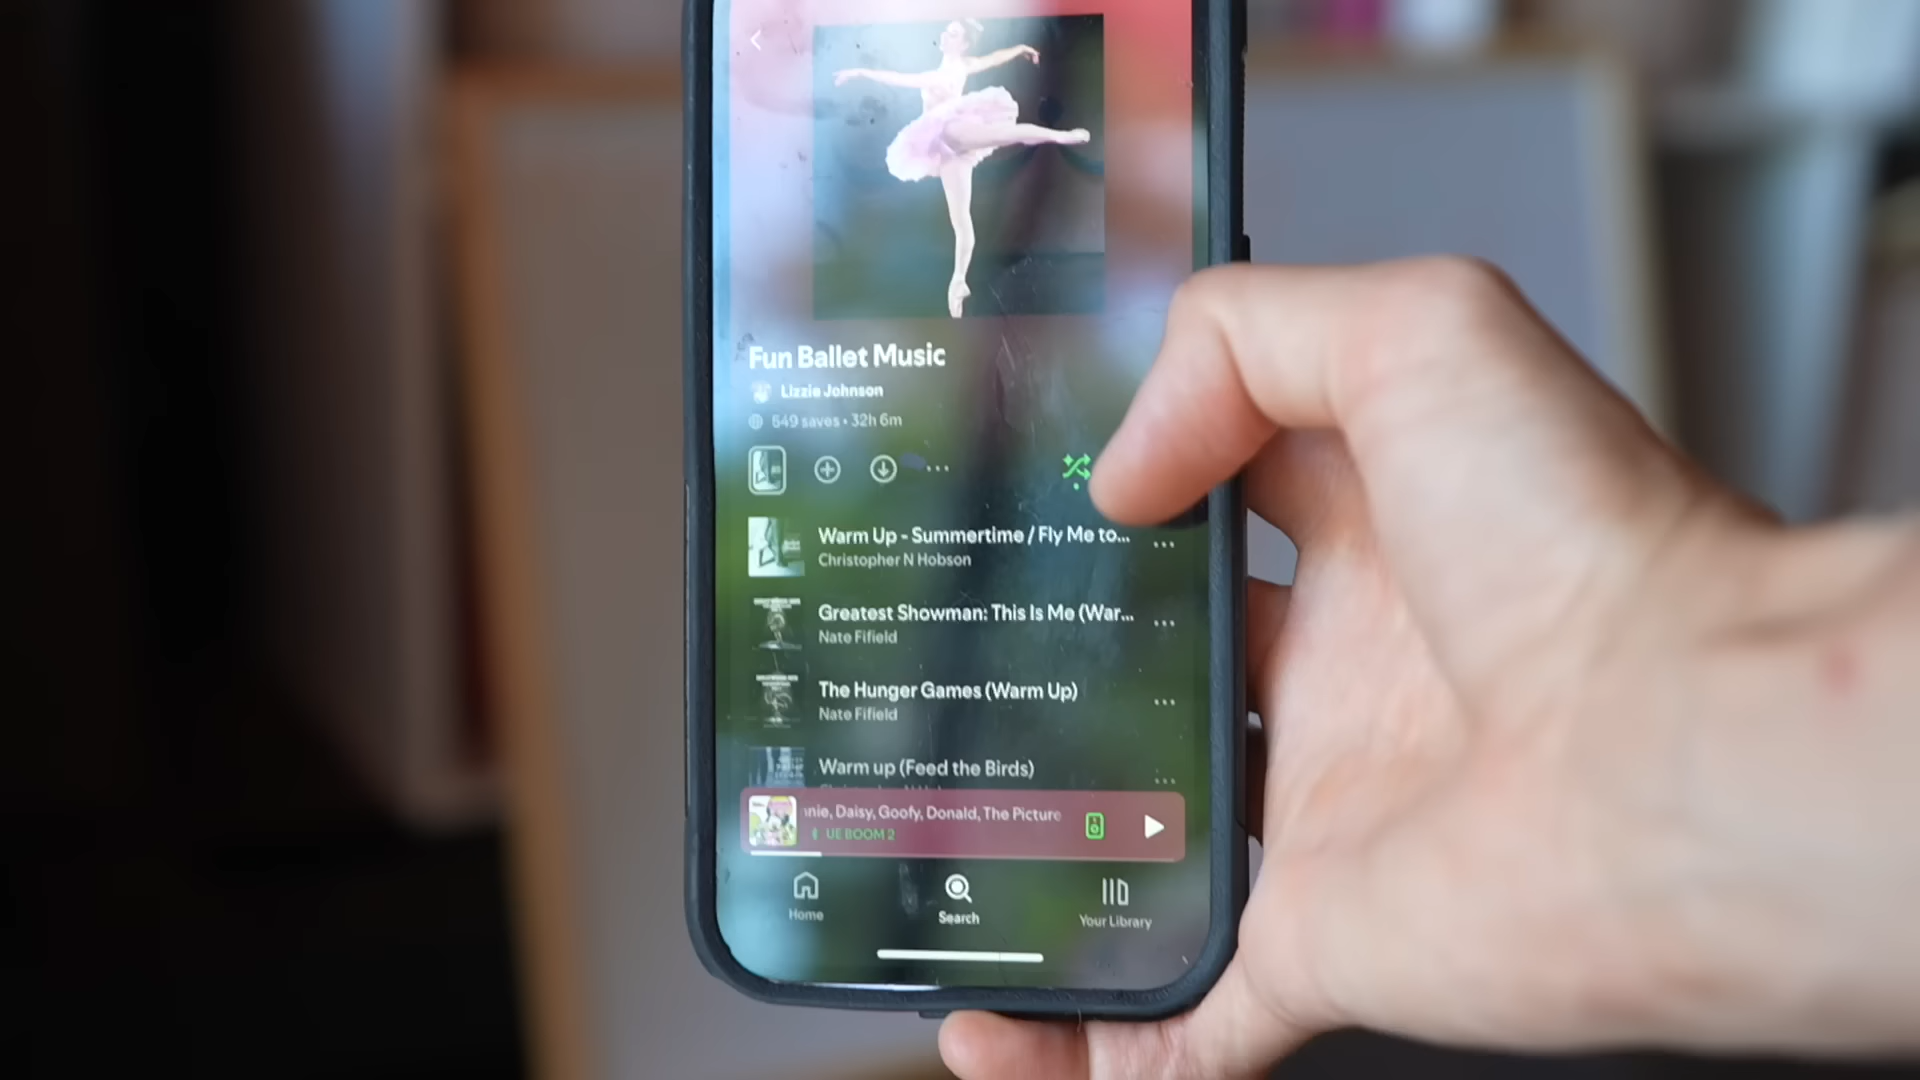 Fun Ballet Music
Lizzie Johnson
549 saves • 32h 6m
Warm Up - Summertime / Fly Me to...
Christopher N Hobson
Greatest Showman: This Is Me (War...
Nate Fifield
The Hunger Games (Warm Up)
Nate Fifield
Warm up (Feed the Birds)
nie, Daisy, Goofy, Donald, The Picture
UE BOOM 2
Home
Search
Your Library